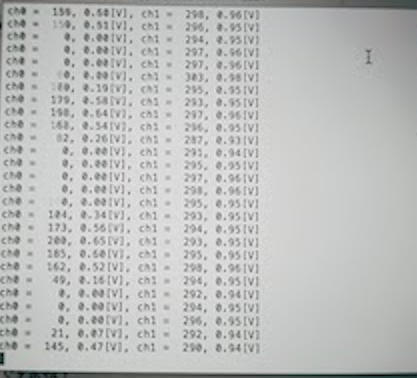 ch0 = 156, 0.50[V], ch1 = 298, 0.96[V]
ch0 = 159, 0.51[V], ch1 = 296, 0.95[V]
ch0 = 0, 0.00[V], ch1 = 294, 0.95[V]
ch0 = 0, 0.00[V], ch1 = 297, 0.96[V]
ch0 = 0, 0.00[V], ch1 = 297, 0.96[V]
ch0 = 0, 0.00[V], ch1 = 303, 0.98[V]
ch0 = 0.19[V], ch1 = 295, 0.95[V]
ch0 = 179, 0.58[V], ch1 = 293, 0.95[V]
ch0 = 198, 0.64[V], ch1 = 297, 0.96[V]
ch0 = 168, 0.54[V], ch1 = 296, 0.95[V]
ch0 = 82, 0.26[V], ch1 = 287, 0.93[V]
ch0 = 0, 0.00[V], ch1 = 291, 0.94[V]
ch0 = 0, 0.00[V], ch1 = 295, 0.95[V]
ch0 = 0, 0.00[V], ch1 = 297, 0.96[V]
ch0 = 0, 0.00[V], ch1 = 298, 0.96[V]
ch0 = 0, 0.00[V], ch1 = 295, 0.95[V]
ch0 = 104, 0.34[V], ch1 = 293, 0.95[V]
ch0 = 173, 0.56[V], ch1 = 294, 0.95[V]
ch0 = 200, 0.65[V], ch1 = 293, 0.95[V]
ch0 = 185, 0.60[V], ch1 = 295, 0.95[V]
ch0 = 162, 0.52[V], ch1 = 298, 0.96[V]
ch0 = 49, 0.16[V], ch1 = 294, 0.95[V]
ch0 = 0, 0.00[V], ch1 = 292, 0.94[V]
ch0 = 0, 0.00[V], ch1 = 294, 0.95[V]
ch0 = 0, 0.00[V], ch1 = 296, 0.95[V]
ch0 = 21, 0.07[V], ch1 = 292, 0.94[V]
ch0 = 145, 0.47[V], ch1 = 290, 0.94[V]